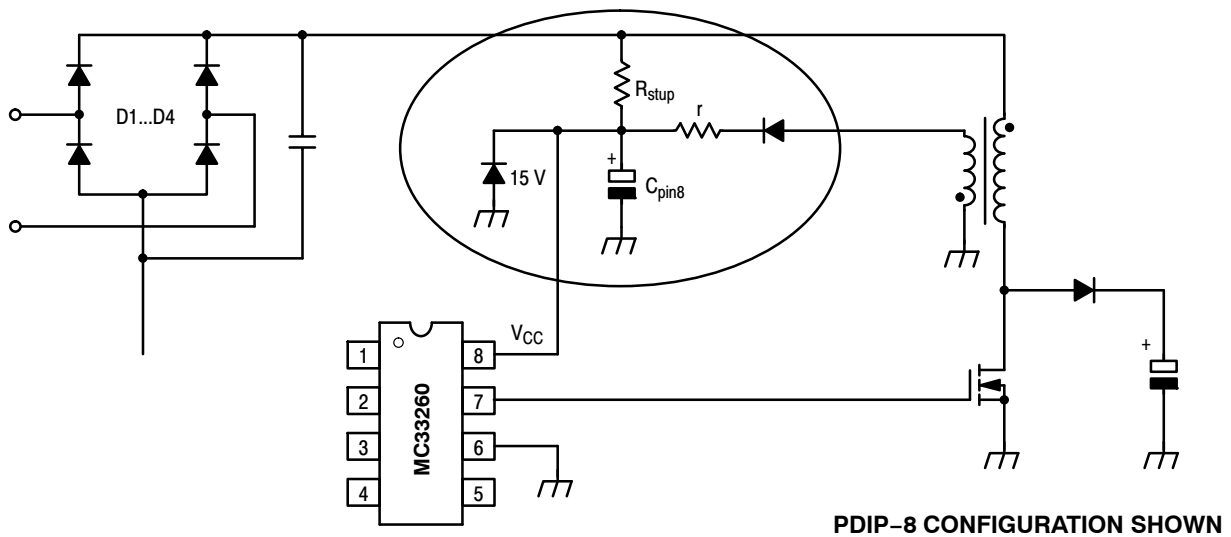 D1...D4
R_stup
r
+
15 V
C_pin8
V_CC
+
1
8
2
7
3
6
4
5
MC33260
PDIP–8 CONFIGURATION SHOWN